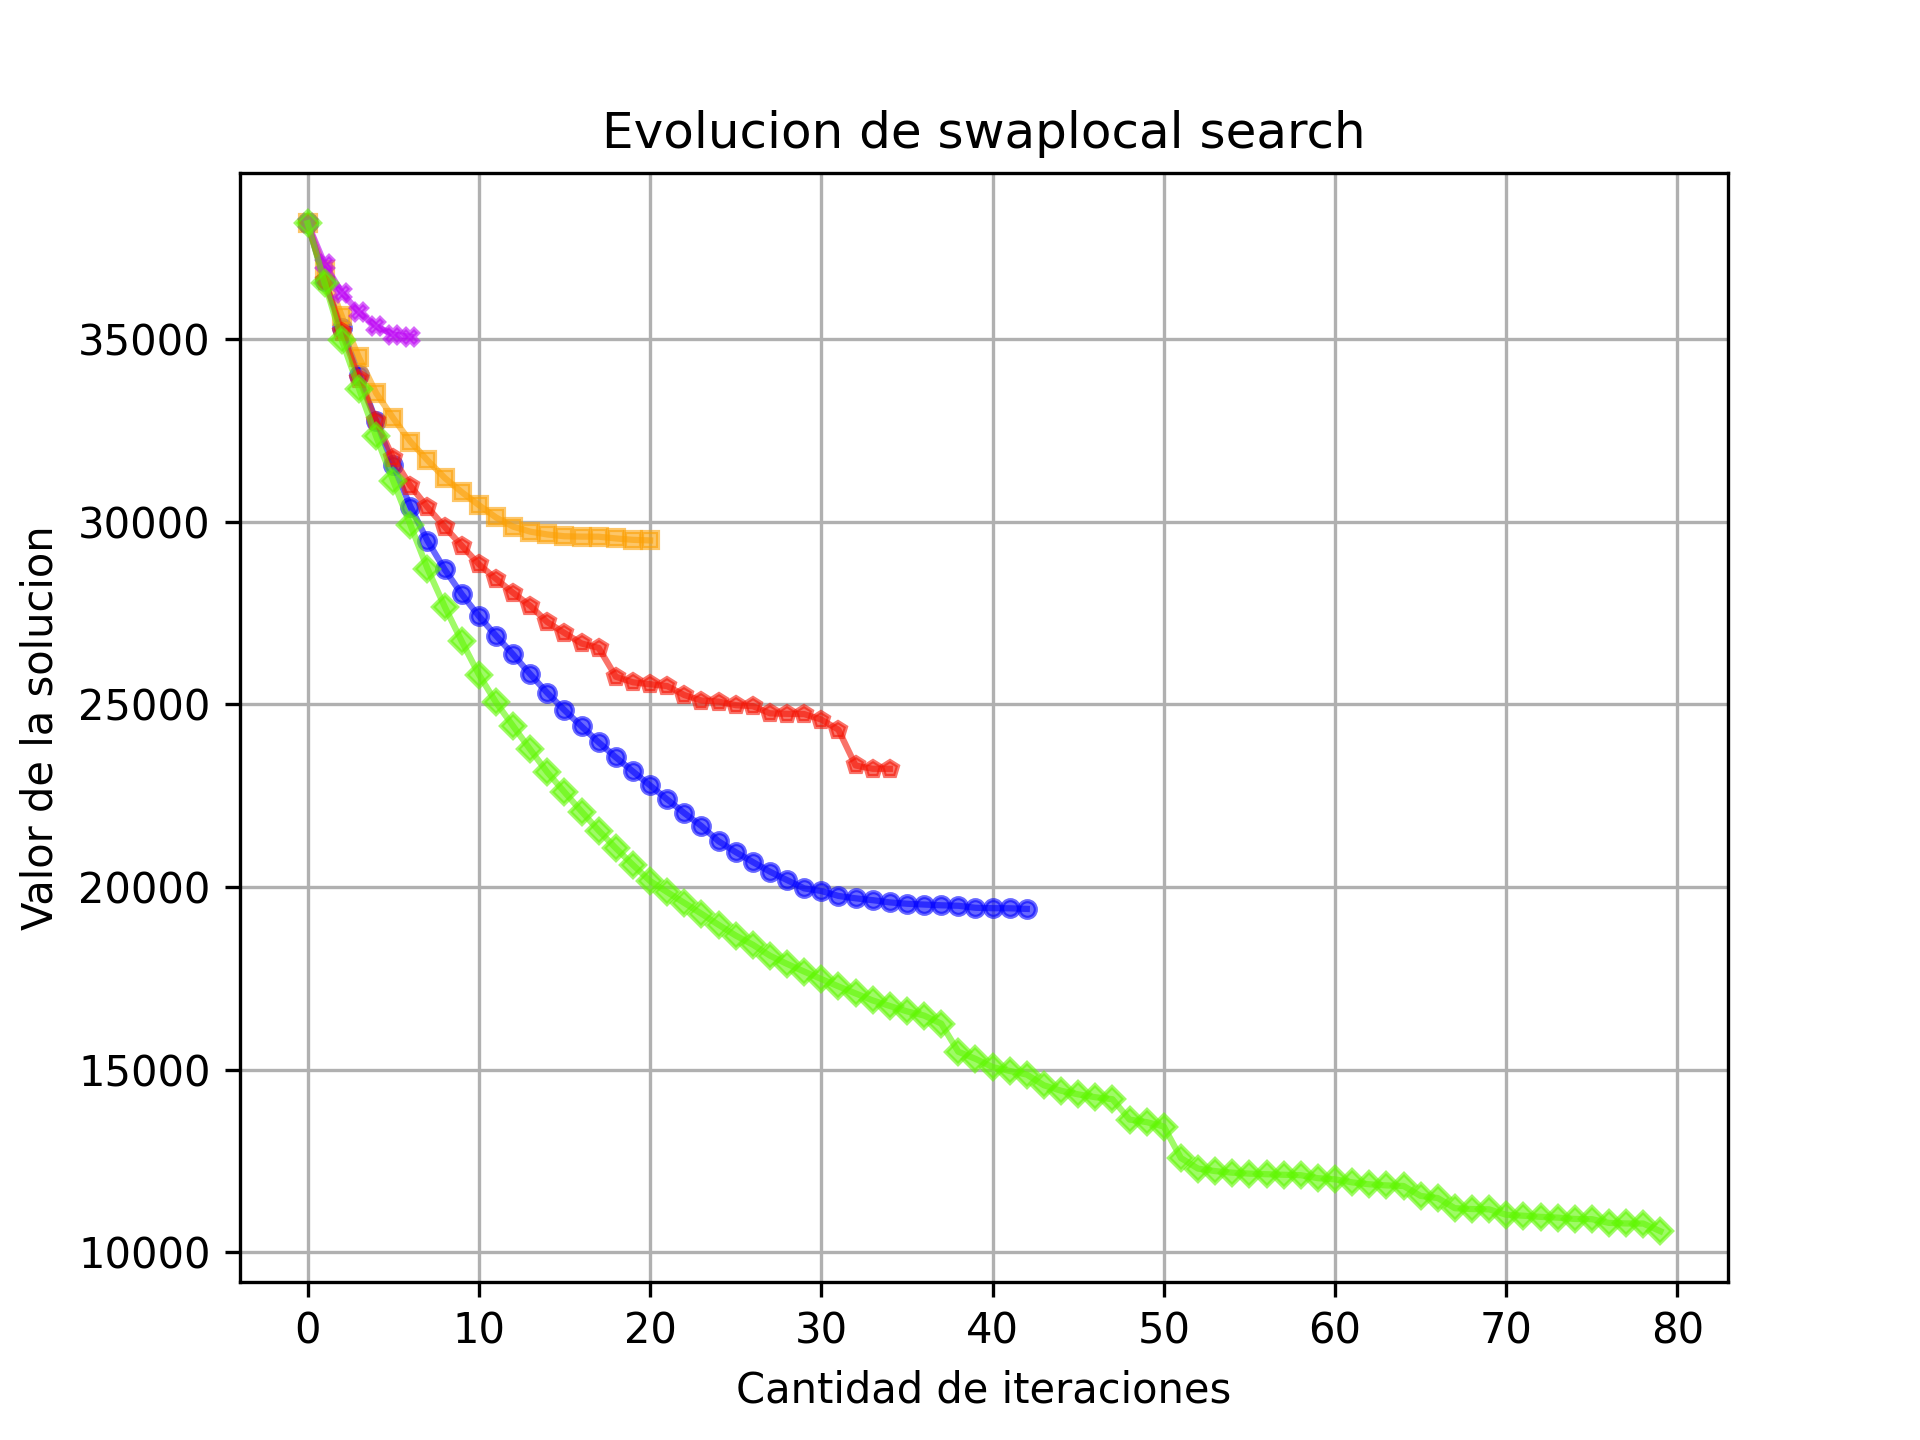 Evolucion de swaplocal search
Valor de la solucion
35000
30000
25000
20000
15000
10000
0 10 20 30 40 50 60 70 80
Cantidad de iteraciones